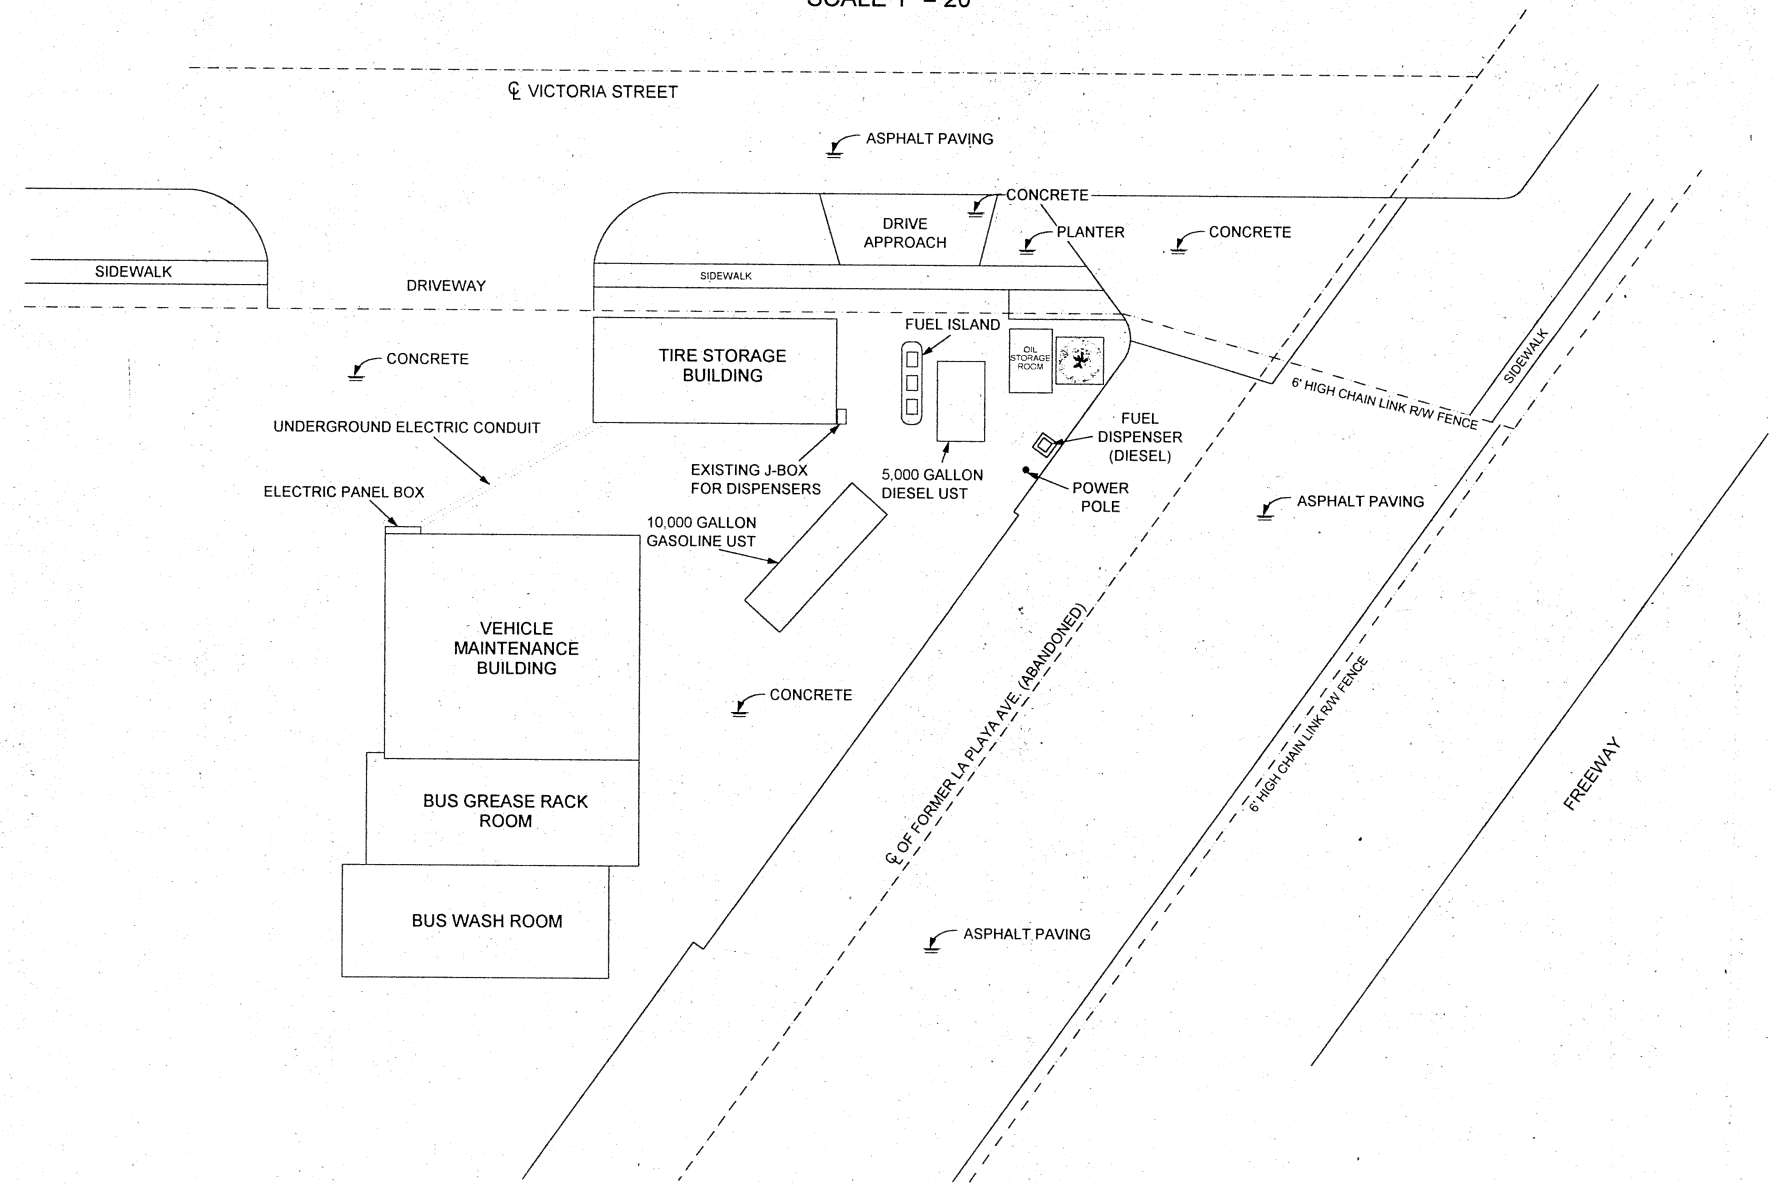 SCALE 1" = 20'
℄ VICTORIA STREET
ASPHALT PAVING
CONCRETE
DRIVE
APPROACH
PLANTER
CONCRETE
SIDEWALK
SIDEWALK
DRIVEWAY
FUEL ISLAND
TIRE STORAGE
BUILDING
OIL
STORAGE
ROOM
CONCRETE
SIDEWALK
6' HIGH CHAIN LINK R/W FENCE
UNDERGROUND ELECTRIC CONDUIT
FUEL
DISPENSER
(DIESEL)
EXISTING J-BOX
FOR DISPENSERS
5,000 GALLON
DIESEL UST
POWER
POLE
ELECTRIC PANEL BOX
ASPHALT PAVING
10,000 GALLON
GASOLINE UST
VEHICLE
MAINTENANCE
BUILDING
CONCRETE
℄ OF FORMER LA PLAYA AVE. (ABANDONED)
6' HIGH CHAIN LINK R/W FENCE
FREEWAY
BUS GREASE RACK
ROOM
BUS WASH ROOM
ASPHALT PAVING